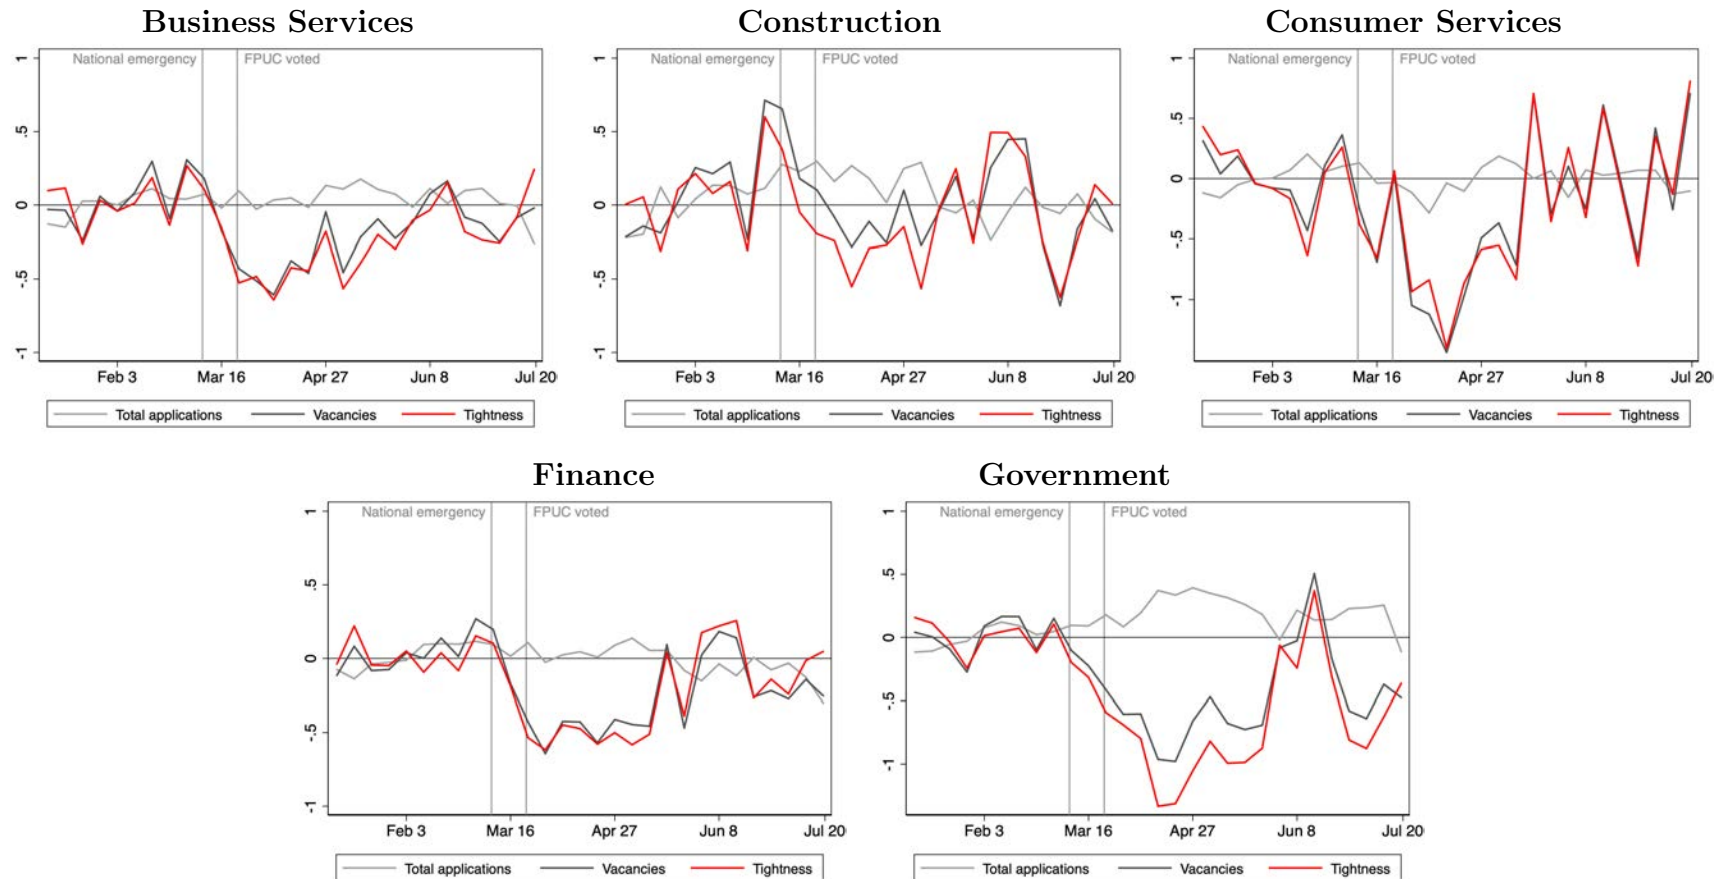 Business Services
National emergency
FPUC voted
1
.5
0
-.5
-1
Feb 3
Mar 16
Apr 27
Jun 8
Jul 20
Total applications
Vacancies
Tightness
Construction
National emergency
FPUC voted
1
.5
0
-.5
-1
Feb 3
Mar 16
Apr 27
Jun 8
Jul 20
Total applications
Vacancies
Tightness
Consumer Services
National emergency
FPUC voted
1
.5
0
-.5
-1
Feb 3
Mar 16
Apr 27
Jun 8
Jul 20
Total applications
Vacancies
Tightness
Finance
National emergency
FPUC voted
1
.5
0
-.5
-1
Feb 3
Mar 16
Apr 27
Jun 8
Jul 20
Total applications
Vacancies
Tightness
Government
National emergency
FPUC voted
1
.5
0
-.5
-1
Feb 3
Mar 16
Apr 27
Jun 8
Jul 20
Total applications
Vacancies
Tightness